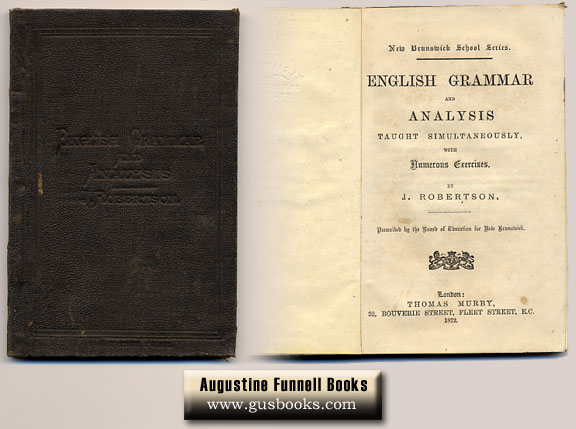 ENGLISH GRAMMAR
AND
ANALYSIS
ROBERTSON.
New Brunswick School Series.
ENGLISH GRAMMAR
AND
ANALYSIS
TAUGHT SIMULTANEOUSLY,
WITH
Numerous Exercises.
BY
J. ROBERTSON.
Prescribed by the Board of Education for New Brunswick.
London:
THOMAS MURBY,
32, BOUVERIE STREET, FLEET STREET, E.C.
1872.
Augustine Funnell Books
www.gusbooks.com